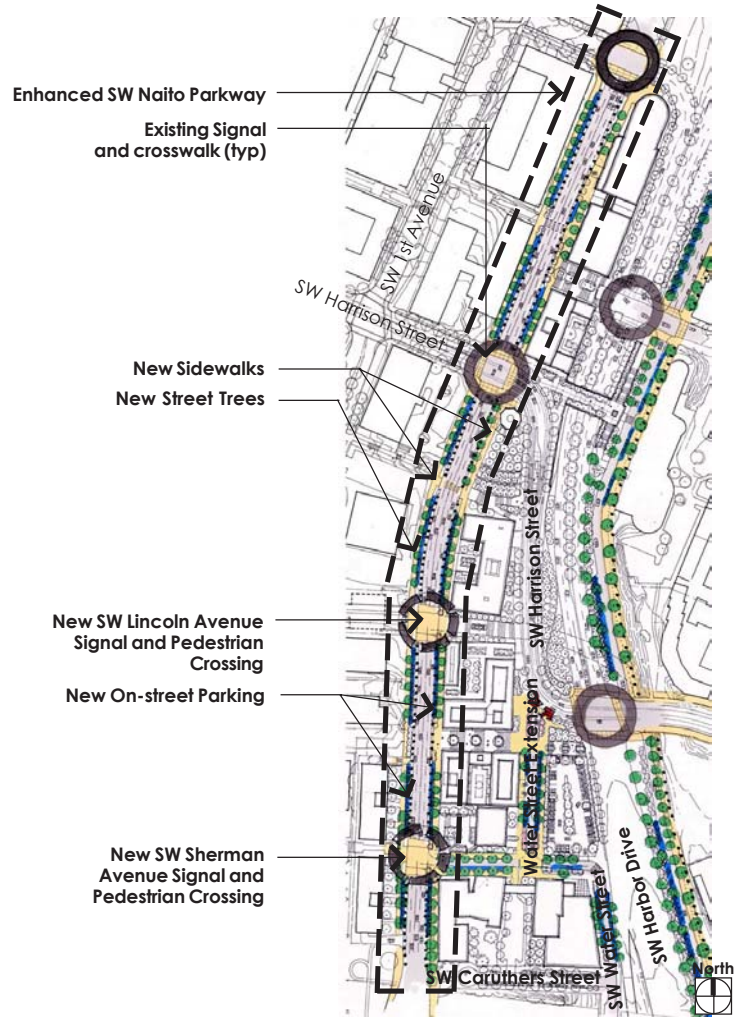 Enhanced SW Naito Parkway
Existing Signal
and crosswalk (typ)
SW 1st Avenue
SW Harrison Street
New Sidewalks
New Street Trees
SW Harrison Street
New SW Lincoln Avenue
Signal and Pedestrian
Crossing
New On-street Parking
Water Street Extension
New SW Sherman
Avenue Signal and
Pedestrian Crossing
SW Harbor Drive
SW Water Street
SW Caruthers Street
North